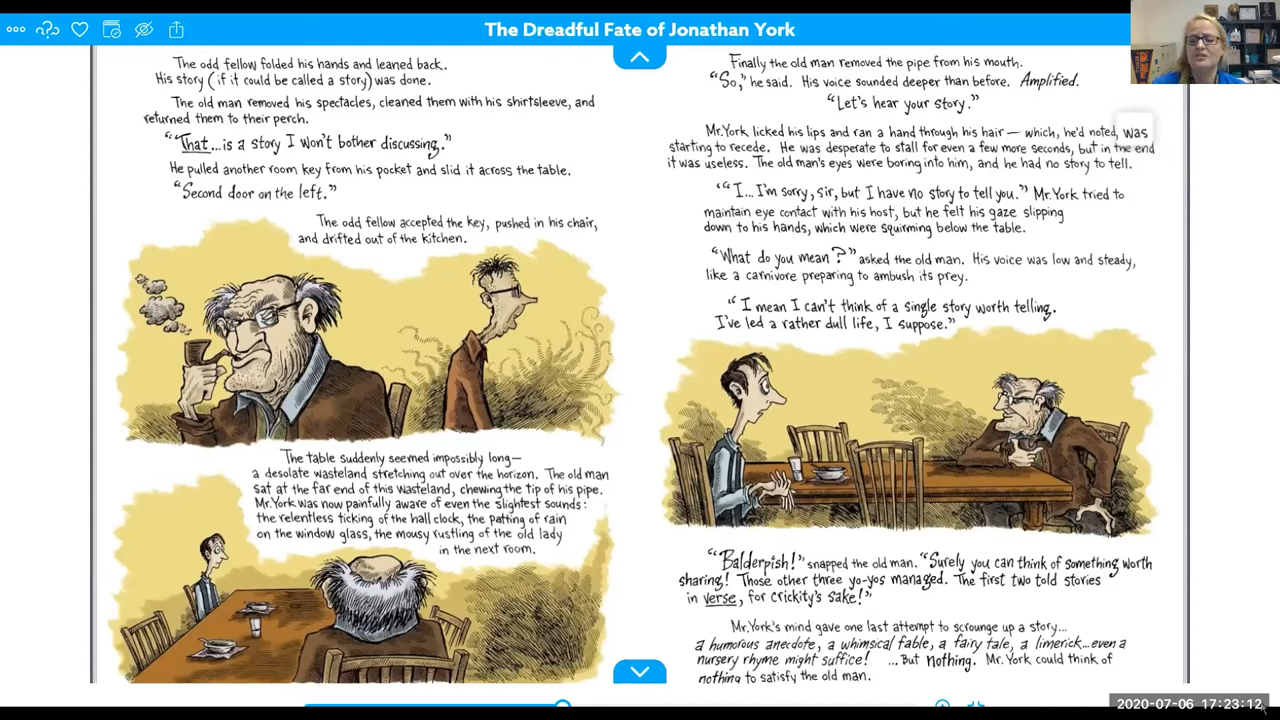 The Dreadful Fate of Jonathan York
The odd fellow folded his hands and leaned back.
His story (if it could be called a story) was done.
The old man removed his spectacles, cleaned them with his shirtsleeve, and
returned them to their perch.
"That...is a story I won't bother discussing."
He pulled another room key from his pocket and slid it across the table.
"Second door on the left."
The odd fellow accepted the key, pushed in his chair,
and drifted out of the kitchen.
The table suddenly seemed impossibly long—
a desolate wasteland stretching out over the horizon. The old man
sat at the far end of this wasteland, chewing the tip of his pipe.
Mr. York was now painfully aware of even the slightest sounds:
the relentless ticking of the hall clock, the patting of rain
on the window glass, the mousy rustling of the old lady
in the next room.
Finally the old man removed the pipe from his mouth.
"So," he said. His voice sounded deeper than before. Amplified.
"Let's hear your story."
Mr. York licked his lips and ran a hand through his hair — which, he'd noted, was
starting to recede. He was desperate to stall for even a few more seconds, but in the end
it was useless. The old man's eyes were boring into him, and he had no story to tell.
"I... I'm sorry, sir, but I have no story to tell you." Mr. York tried to
maintain eye contact with his host, but he felt his gaze slipping
down to his hands, which were squirming below the table.
"What do you mean?" asked the old man. His voice was low and steady,
like a carnivore preparing to ambush its prey.
"I mean I can't think of a single story worth telling.
I've led a rather dull life, I suppose."
"Balderpish!" snapped the old man. "Surely you can think of something worth
sharing! Those other three yo-yos managed. The first two told stories
in verse, for crickity's sake!"
Mr. York's mind gave one last attempt to scrounge up a story...
a humorous anecdote, a whimsical fable, a fairy tale, a limerick...even a
nursery rhyme might suffice! ...But nothing. Mr. York could think of
nothing to satisfy the old man.
2020-07-06 17:23:12